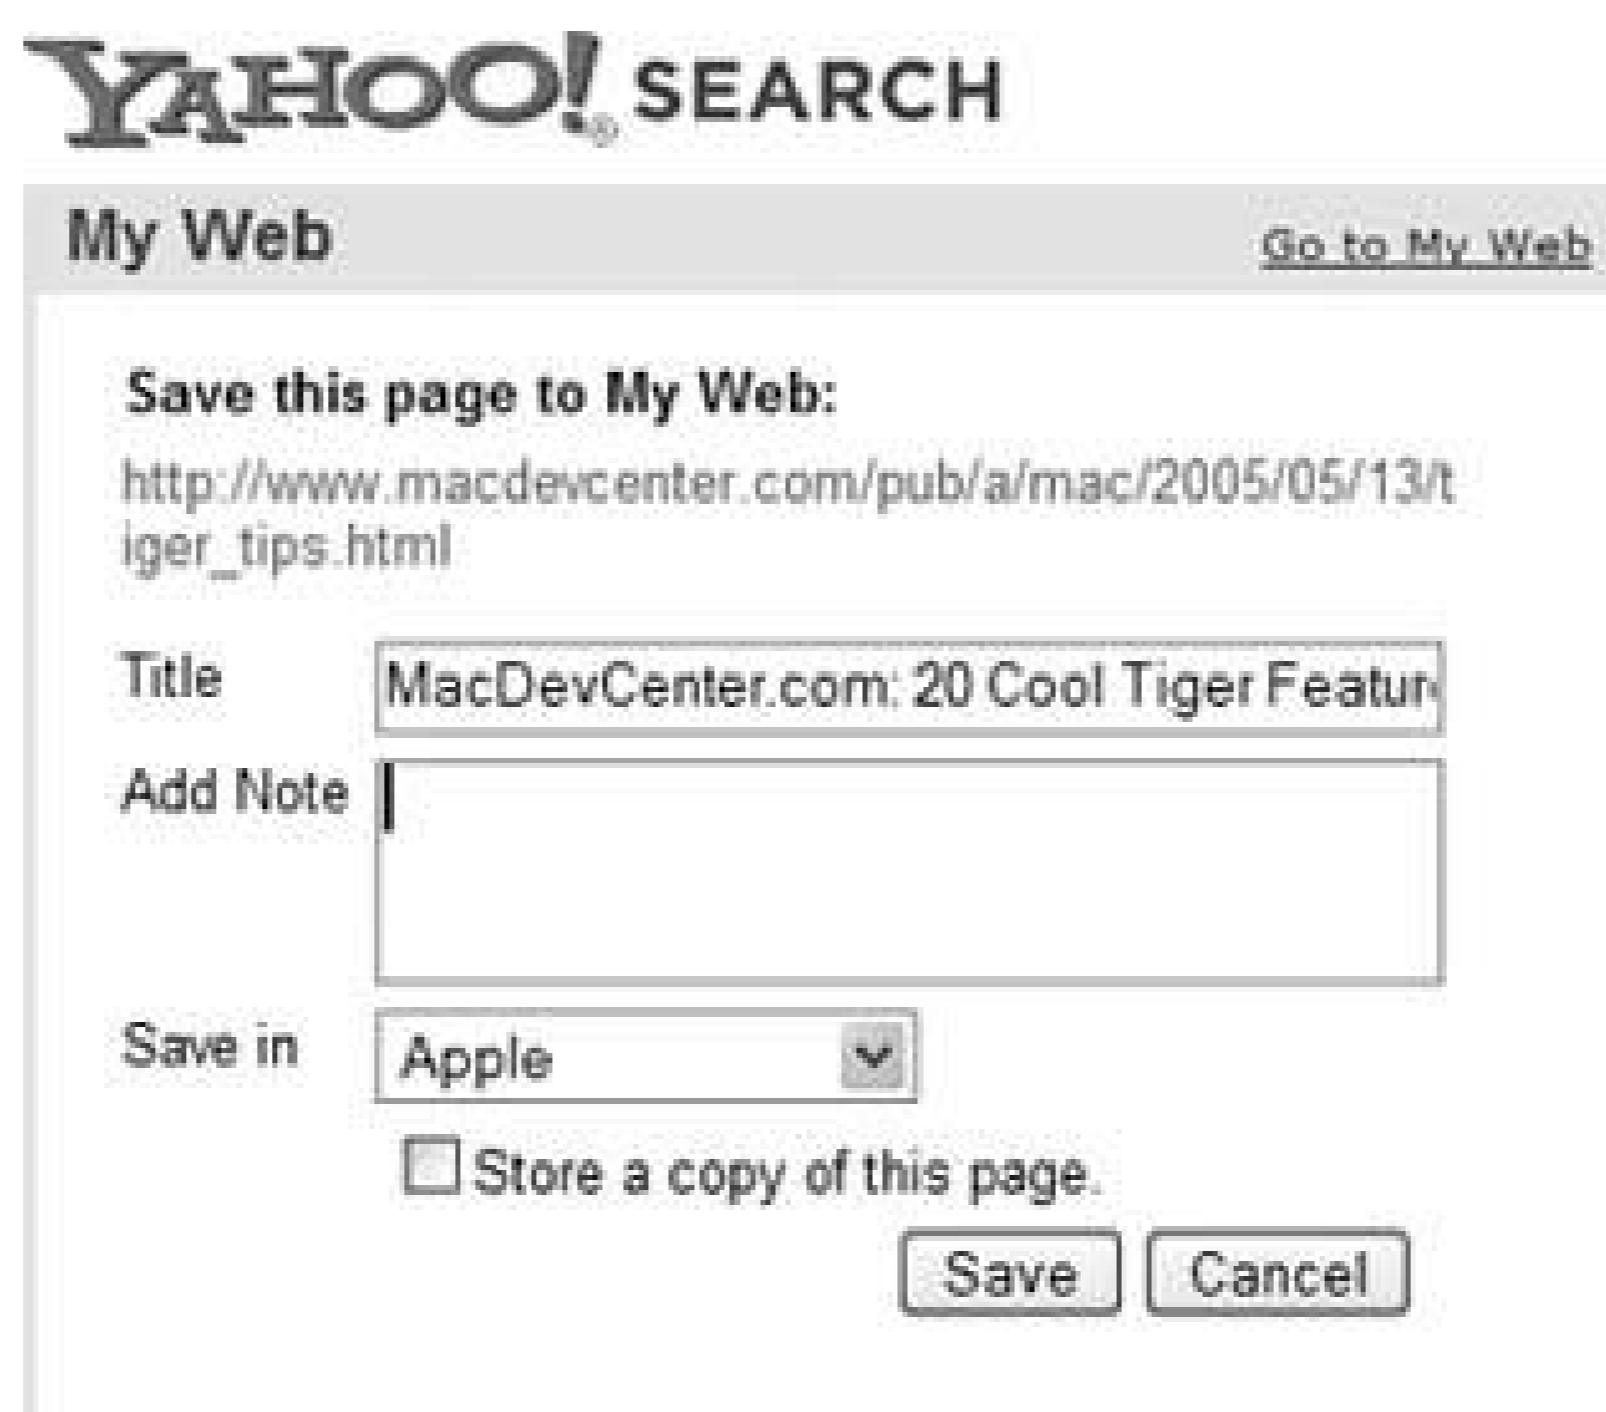 YAHOO!® SEARCH
My Web
Go to My Web
Save this page to My Web:
http://www.macdevcenter.com/pub/a/mac/2005/05/13/t
iger_tips.html
Title
MacDevCenter.com: 20 Cool Tiger Featur
Add Note
Save in
Apple
Store a copy of this page.
Save
Cancel